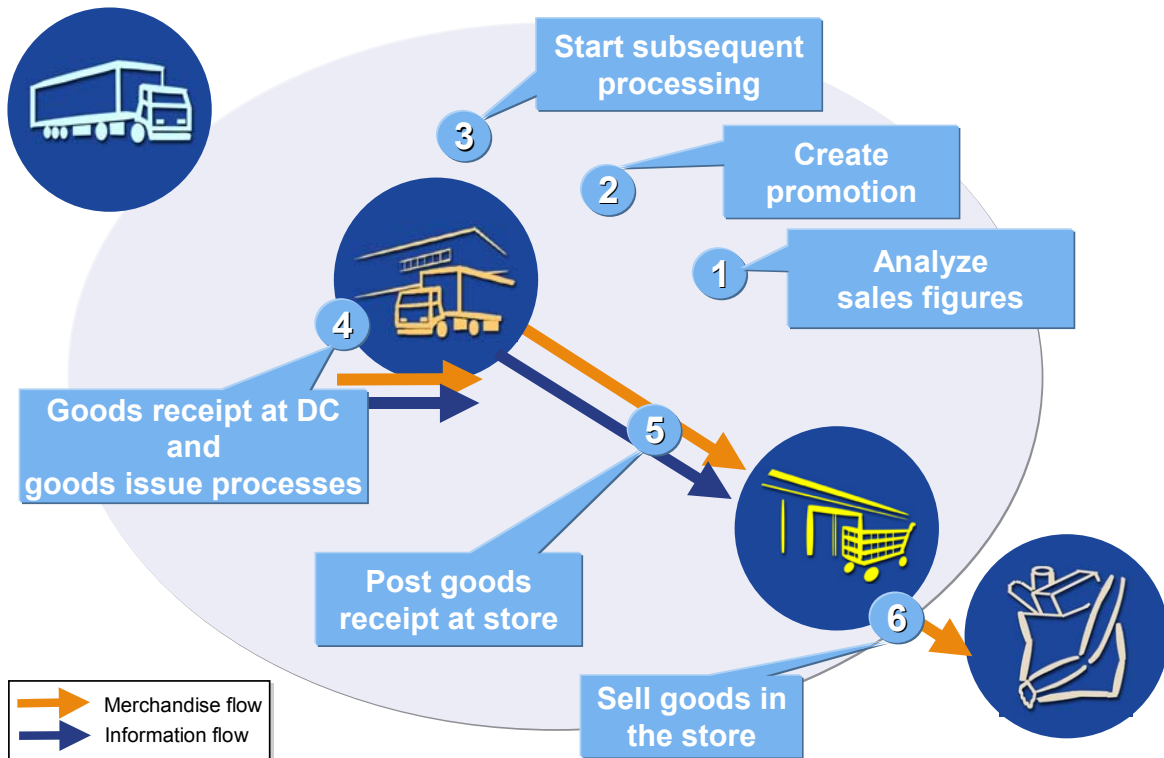 Start subsequent
processing
3
Create
promotion
2
Analyze
sales figures
1
4
Goods receipt at DC
and
goods issue processes
5
Post goods
receipt at store
6
Sell goods in
the store
Merchandise flow
Information flow